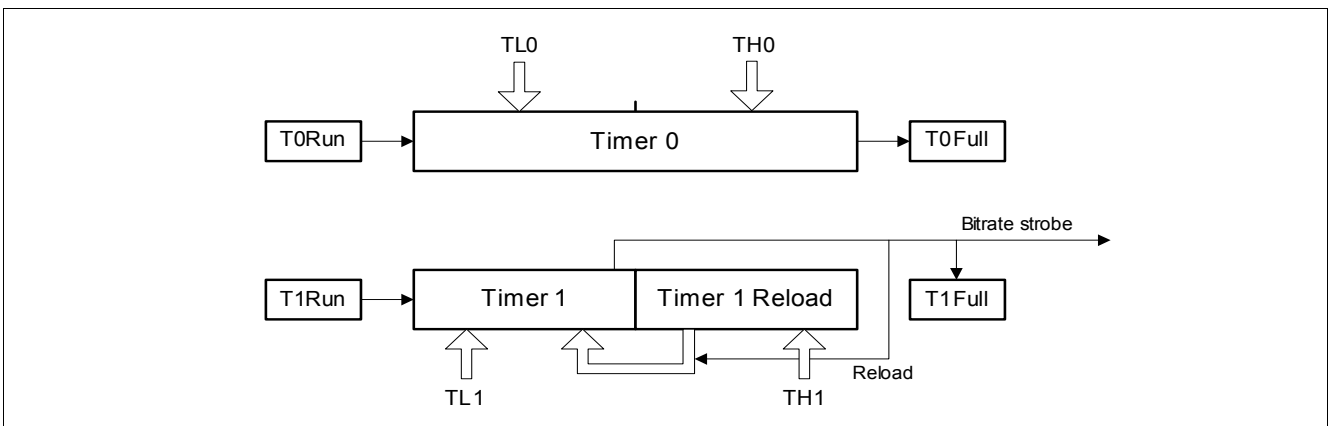 TL0 TH0
T0Run Timer 0 T0Full
Bitrate strobe
T1Run Timer 1 Timer 1 Reload T1Full
Reload
TL1 TH1